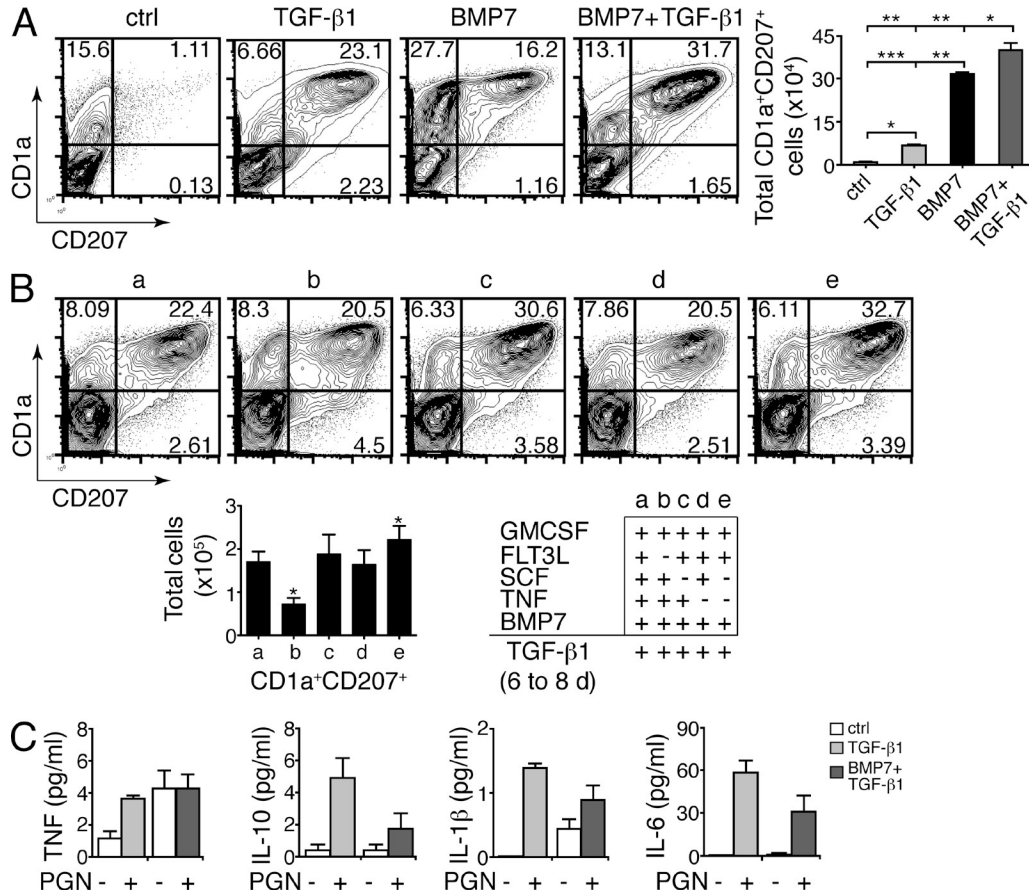 A
ctrl
TGF-β1
BMP7
BMP7+TGF-β1
15.6 1.11
0.13
6.66 23.1
2.23
27.7 16.2
1.16
13.1 31.7
1.65
CD1a
CD207
10⁰
10⁰
Total CD1a⁺CD207⁺
cells (x10⁴)
45
30
15
0
** ** *
*** **
*
ctrl
TGF-β1
BMP7
BMP7+
TGF-β1
B
a b c d e
8.09 22.4
2.61
8.3 20.5
4.5
6.33 30.6
3.58
7.86 20.5
2.51
6.11 32.7
3.39
CD1a
CD207
10⁰
10⁰
Total cells
(x10⁵)
3
2
1
0
*
*
a b c d e
CD1a⁺CD207⁺
a b c d e
GMCSF + + + + +
FLT3L + - + + +
SCF + + - + -
TNF + + + - -
BMP7 + + + + +
TGF-β1 + + + + +
(6 to 8 d)
C
TNF (pg/ml)
8
6
4
2
0
PGN - + - +
IL-10 (pg/ml)
8
6
4
2
0
PGN - + - +
IL-1β (pg/ml)
2
1
0
PGN - + - +
IL-6 (pg/ml)
90
60
30
0
PGN - + - +
ctrl
TGF-β1
BMP7+
TGF-β1